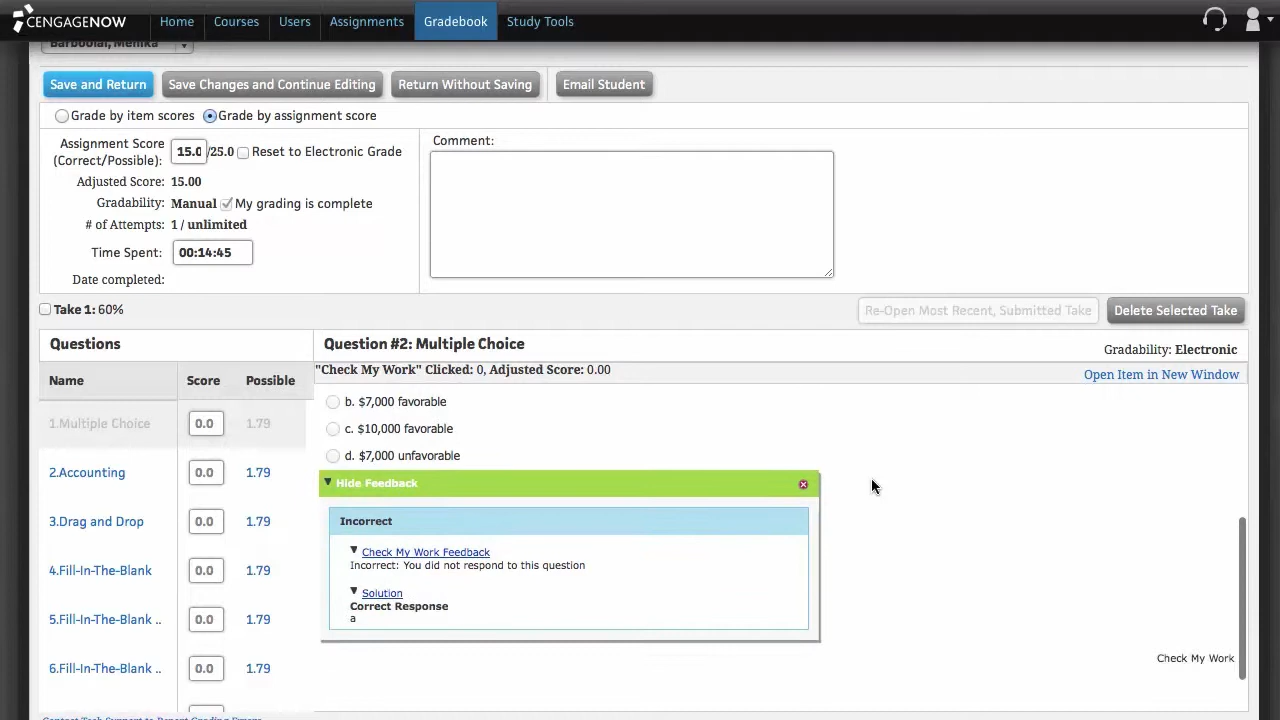 CENGAGENOW Home Courses Users Assignments Gradebook Study Tools
Barboolal, Menika
Save and Return Save Changes and Continue Editing Return Without Saving Email Student
Grade by item scores Grade by assignment score
Assignment Score
(Correct/Possible): 15.0 /25.0 Reset to Electronic Grade
Adjusted Score: 15.00
Gradability: Manual My grading is complete
# of Attempts: 1 / unlimited
Time Spent: 00:14:45
Date completed:
Comment:
Take 1: 60% Re-Open Most Recent, Submitted Take Delete Selected Take
Questions
Name Score Possible
1.Multiple Choice 0.0 1.79
2.Accounting 0.0 1.79
3.Drag and Drop 0.0 1.79
4.Fill-In-The-Blank 0.0 1.79
5.Fill-In-The-Blank .. 0.0 1.79
6.Fill-In-The-Blank .. 0.0 1.79
Contact Tech Support to Report Grading Errors
Question #2: Multiple Choice Gradability: Electronic
"Check My Work" Clicked: 0, Adjusted Score: 0.00 Open Item in New Window
b. $7,000 favorable
c. $10,000 favorable
d. $7,000 unfavorable
Hide Feedback
Incorrect
Check My Work Feedback
Incorrect: You did not respond to this question
Solution
Correct Response
a
Check My Work